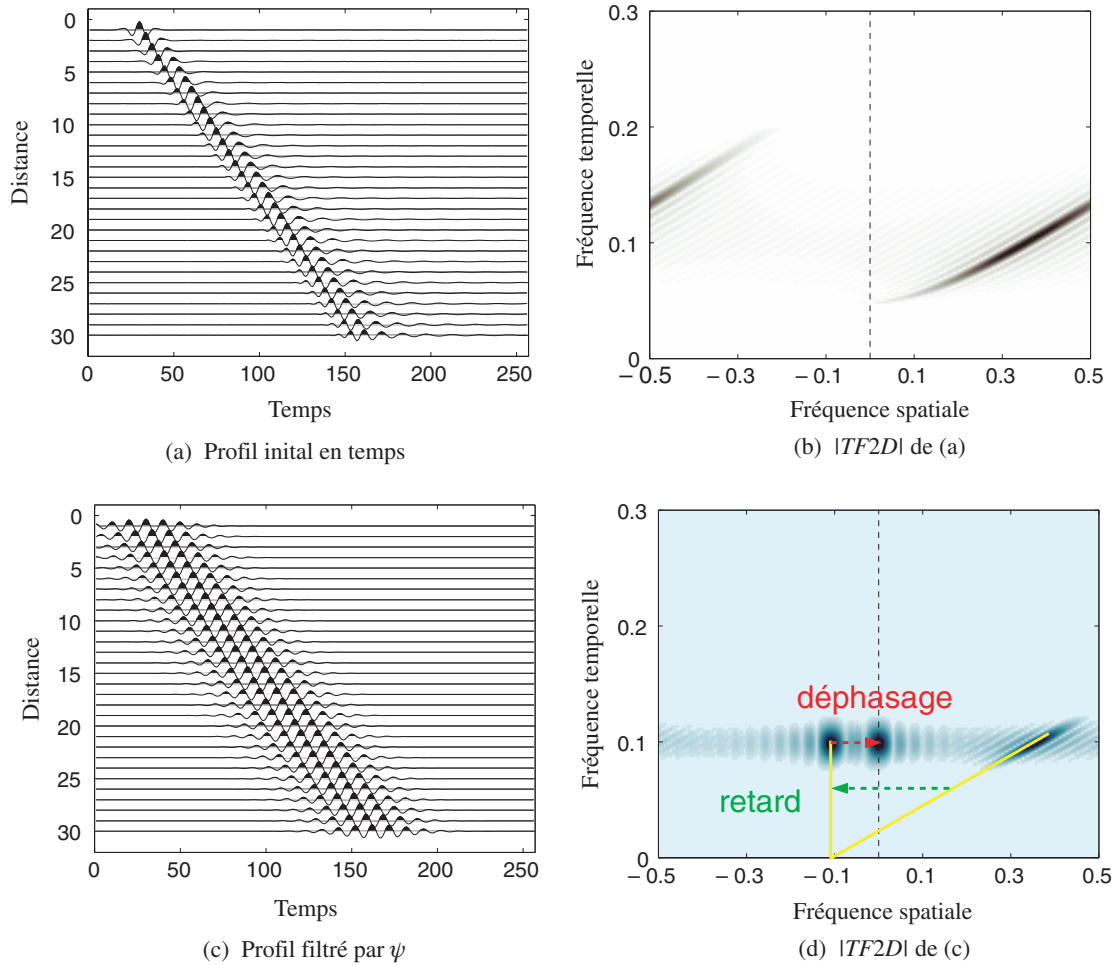 0
5
10
15
20
25
30
Distance
0 50 100 150 200 250
Temps
(a) Profil inital en temps
0.3
0.2
0.1
0
Fréquence temporelle
– 0.5 – 0.3 – 0.1 0.1 0.3 0.5
Fréquence spatiale
(b) |TF2D| de (a)
0
5
10
15
20
25
30
Distance
0 50 100 150 200 250
Temps
(c) Profil filtré par ψ
0.3
0.2
0.1
0
Fréquence temporelle
déphasage
retard
– 0.5 – 0.3 – 0.1 0.1 0.3 0.5
Fréquence spatiale
(d) |TF2D| de (c)